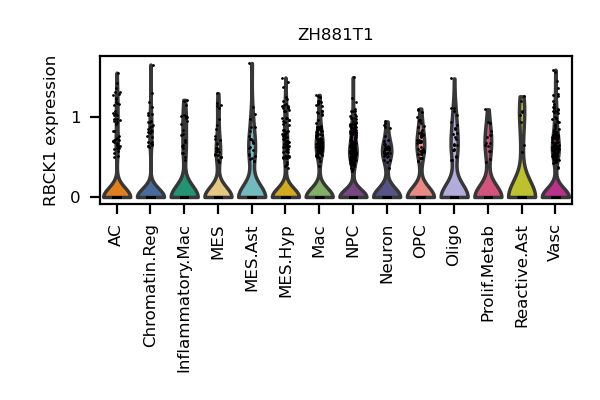 ZH881T1
RBCK1 expression
1
0
AC
Chromatin.Reg
Inflammatory.Mac
MES
MES.Ast
MES.Hyp
Mac
NPC
Neuron
OPC
Oligo
Prolif.Metab
Reactive.Ast
Vasc